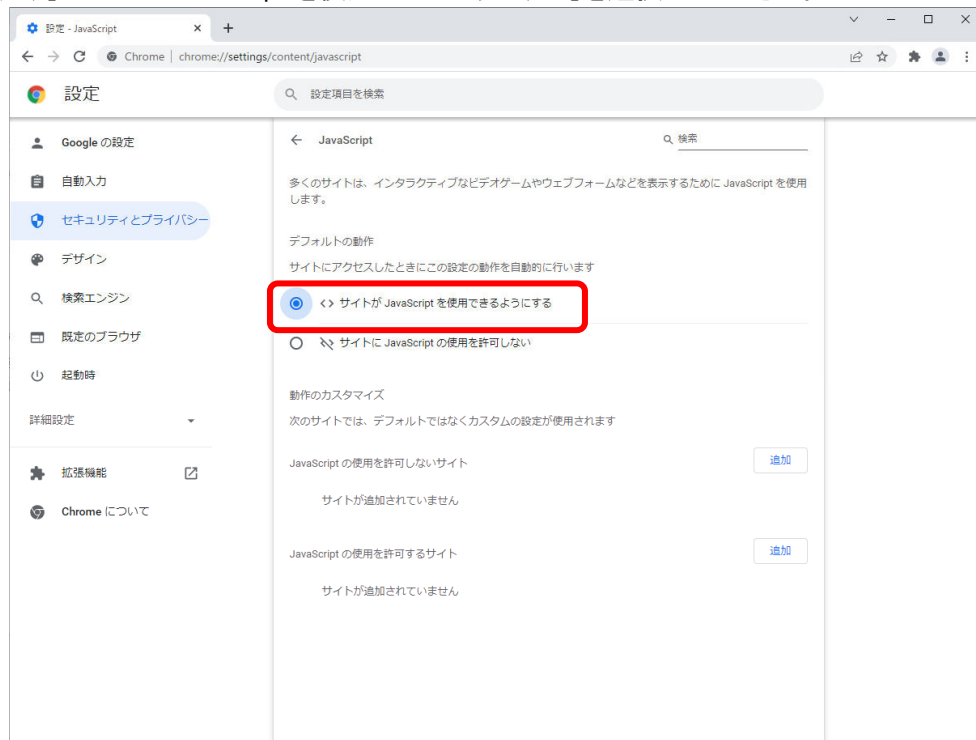 設定 - JavaScript
Chrome | chrome://settings/content/javascript
設定
設定項目を検索
Google の設定
自動入力
セキュリティとプライバシー
デザイン
検索エンジン
既定のブラウザ
起動時
詳細設定
拡張機能
Chrome について
JavaScript
検索
多くのサイトは、インタラクティブなビデオゲームやウェブフォームなどを表示するために JavaScript を使用
します。
デフォルトの動作
サイトにアクセスしたときにこの設定の動作を自動的に行います
サイトが JavaScript を使用できるようにする
サイトに JavaScript の使用を許可しない
動作のカスタマイズ
次のサイトでは、デフォルトではなくカスタムの設定が使用されます
JavaScript の使用を許可しないサイト
追加
サイトが追加されていません
JavaScript の使用を許可するサイト
追加
サイトが追加されていません